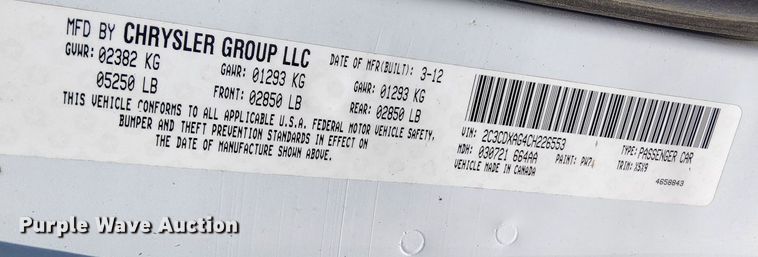 MFD BY CHRYSLER GROUP LLC
DATE OF MFR(BUILT): 3-12
GVWR: 02382 KG
05250 LB
GAWR: 01293 KG
FRONT: 02850 LB
GAWR: 01293 KG
REAR: 02850 LB
THIS VEHICLE CONFORMS TO ALL APPLICABLE U.S.A. FEDERAL MOTOR VEHICLE SAFETY,
BUMPER AND THEFT PREVENTION STANDARDS IN EFFECT ON
THE DATE OF MANUFACTURE SHOWN ABOVE.
VIN: 2C3CDXAG4CH226553
TYPE: PASSENGER CAR
MDH: 030721 664AA
PAINT: PW7
TRIM: X5X9
VEHICLE MADE IN CANADA
4658843
Purple Wave Auction